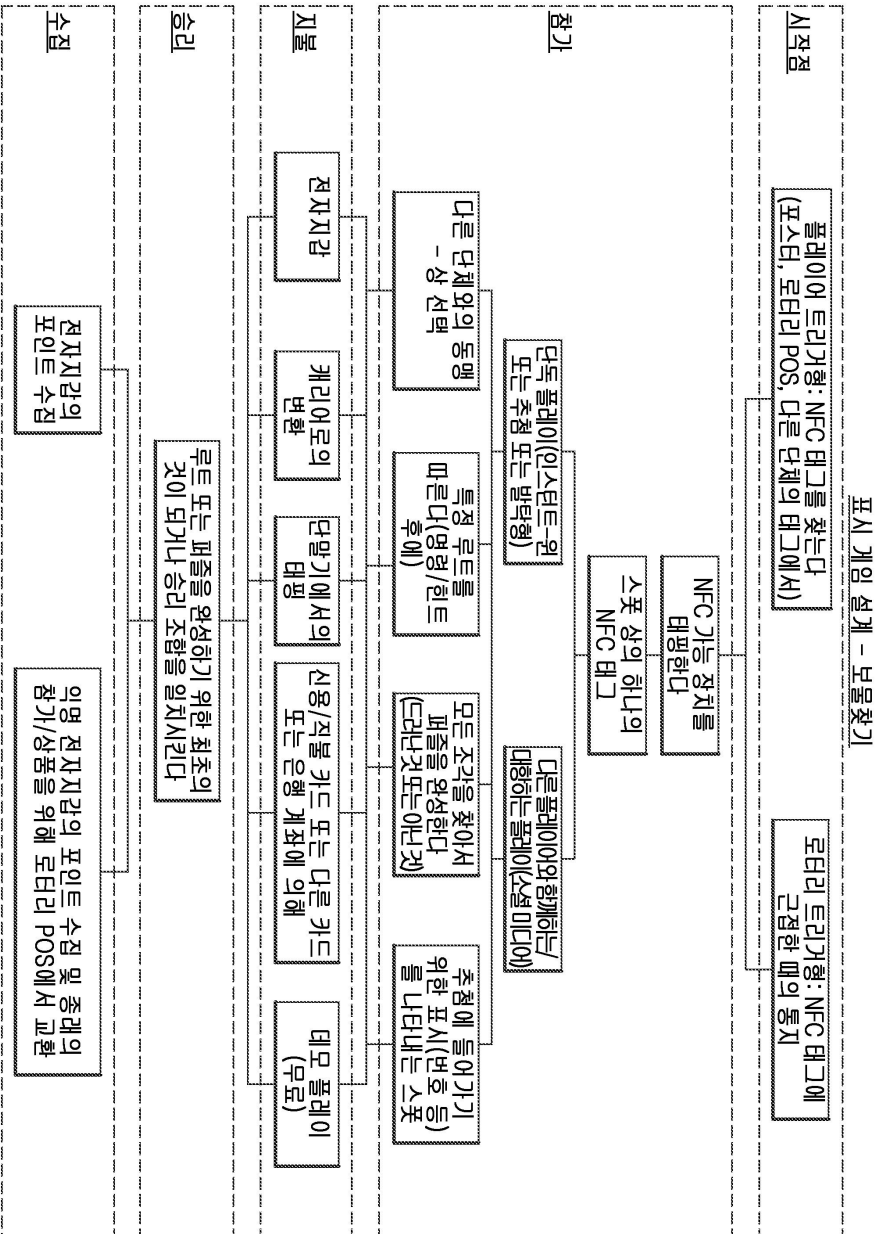 표시 게임 설계 - 보물찾기
시작점
플레이어 트리거형: NFC 태그를 찾는다
(포스터, 로터리 POS, 다른 단체의 태그에서)
로터리 트리거형: NFC 태그에
근접한 때의 통지
참가
NFC 가능 장치를
태핑한다
스폿 상의 하나의
NFC 태그
단독 플레이(인스턴트-윈
또는 추첨 또는 발탁형)
다른플레이어와함께하는/
대항하는플레이(소셜미디어)
다른 단체와의 동맹
- 상 선택
특정 루트를
따른다(명령/힌트
후에)
모든 조각을 찾아서
퍼즐을 완성한다
(드러난것또는아닌것)
추첨에 들어가기
위한 표시(번호 등)
를 나타내는 스폿
지불
전자지갑
캐리어로의
변환
단말기에서의
태핑
신용/직불 카드 또는 다른 카드
또는 은행 계좌에 의해
데모 플레이
(무료)
승리
루트 또는 퍼즐을 완성하기 위한 최초의
것이 되거나 승리 조합을 일치시킨다
수집
전자지갑의
포인트 수집
익명 전자지갑의 포인트 수집 및 종래의
참가/상품을 위해 로터리 POS에서 교환